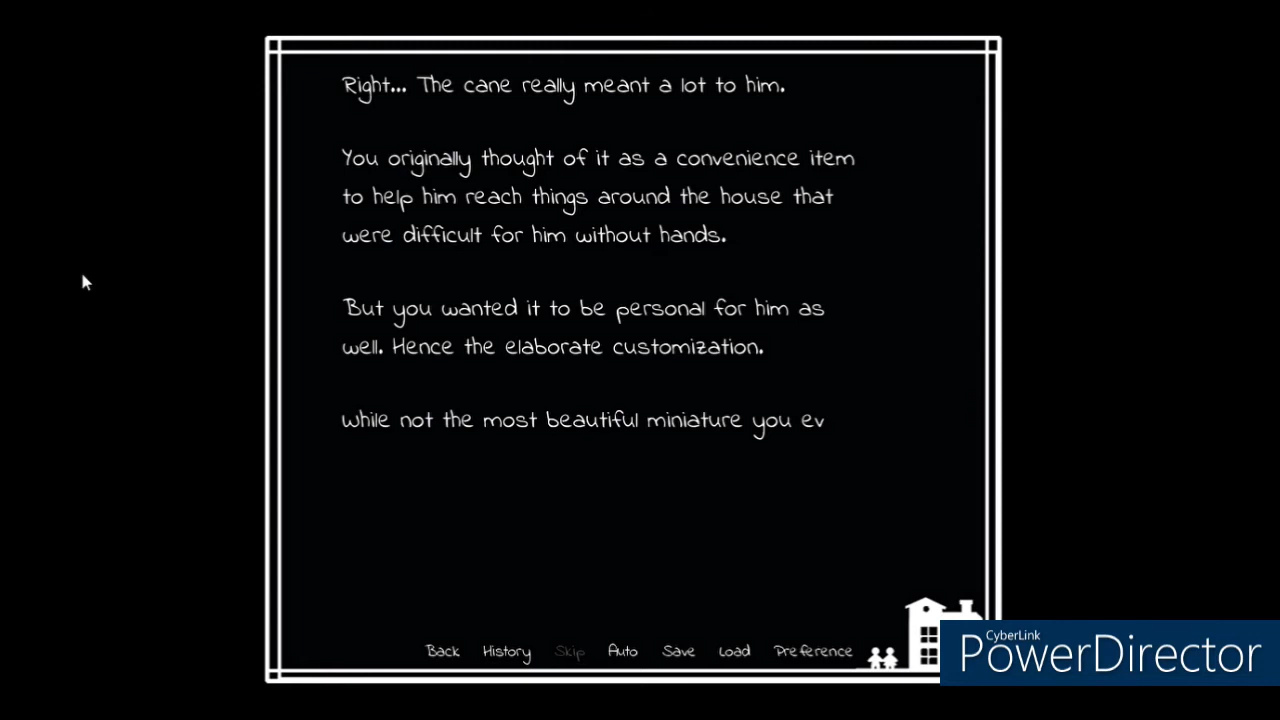 Right... The cane really meant a lot to him.
You originally thought of it as a convenience item
to help him reach things around the house that
were difficult for him without hands.
But you wanted it to be personal for him as
well. Hence the elaborate customization.
While not the most beautiful miniature you ev
Back History Skip Auto Save Load Preference
CyberLink
PowerDirector